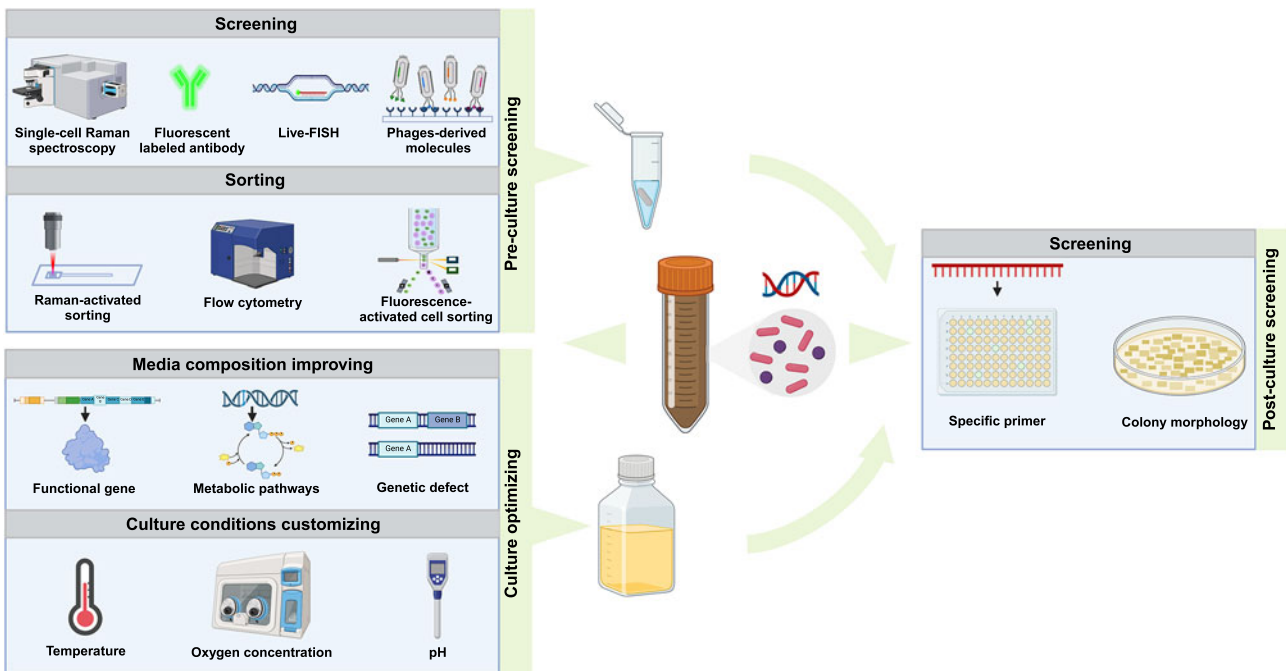 Screening
Single-cell Raman
spectroscopy
Fluorescent
labeled antibody
Live-FISH
Phages-derived
molecules
Sorting
Raman-activated
sorting
Flow cytometry
Fluorescence-
activated cell sorting
Pre-culture screening
Media composition improving
Functional gene
Metabolic pathways
Gene A
Gene B
Gene A
Genetic defect
Culture conditions customizing
Temperature
Oxygen concentration
pH
Culture optimizing
Screening
Specific primer
Colony morphology
Post-culture screening